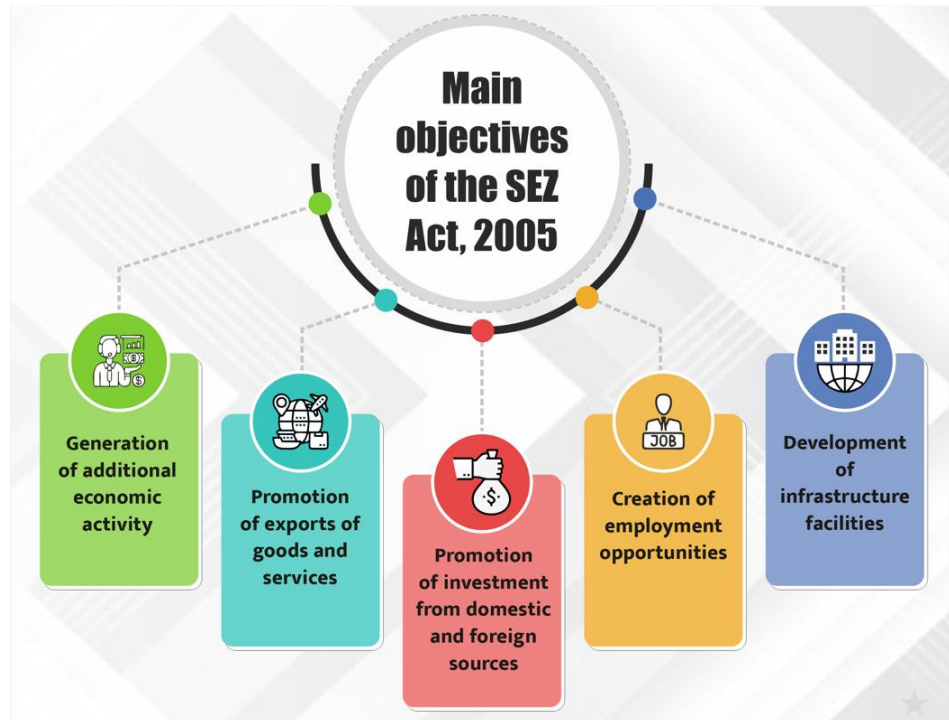 Main
objectives
of the SEZ
Act, 2005
Generation
of additional
economic
activity
Promotion
of exports of
goods and
services
Promotion
of investment
from domestic
and foreign
sources
JOB
Creation of
employment
opportunities
Development
of
infrastructure
facilities